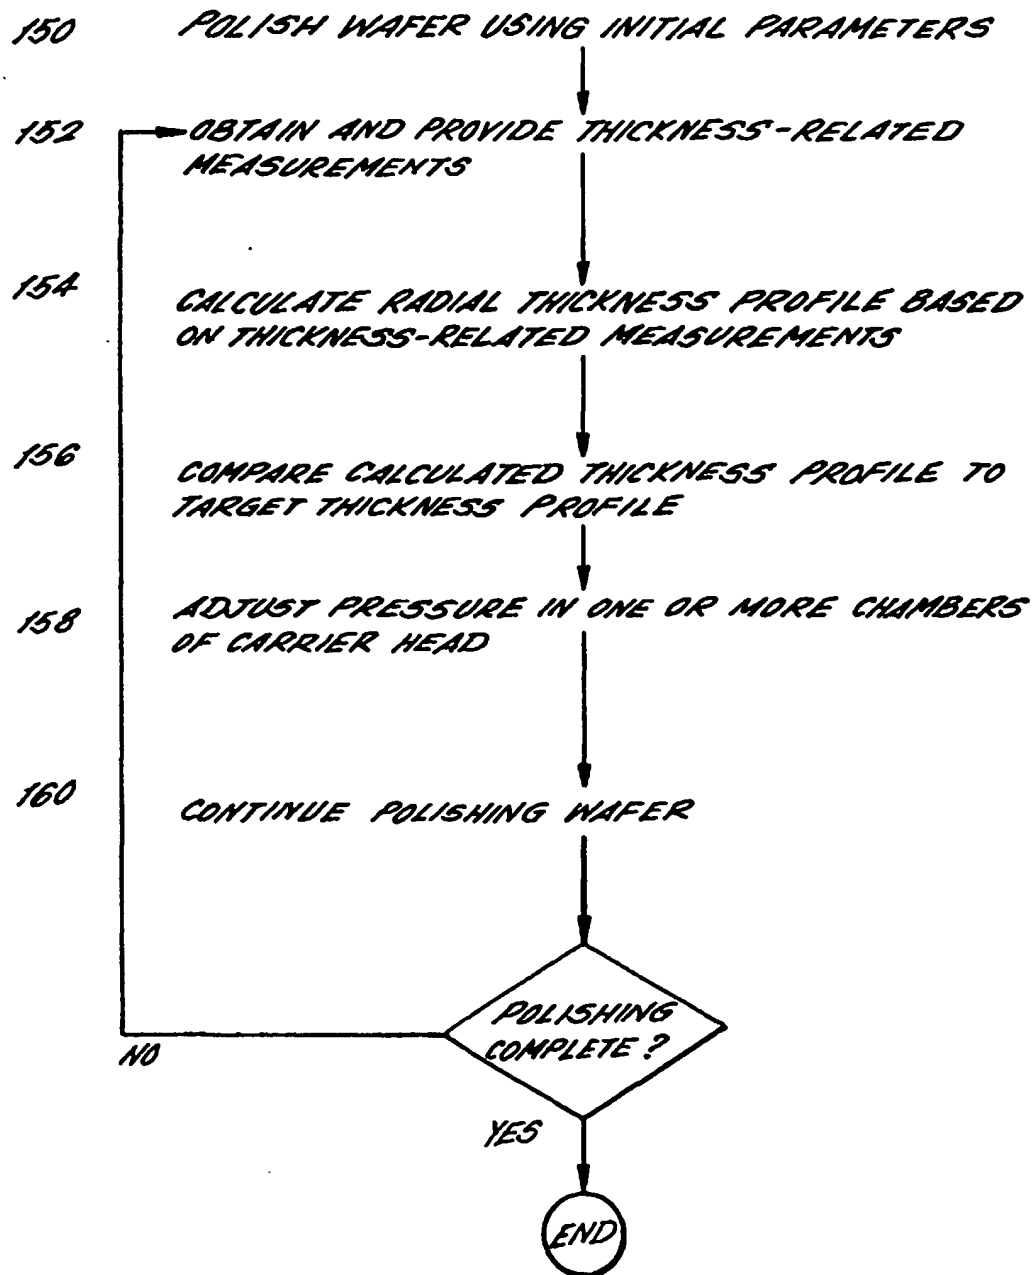 150 POLISH WAFER USING INITIAL PARAMETERS
152 OBTAIN AND PROVIDE THICKNESS-RELATED
MEASUREMENTS
154 CALCULATE RADIAL THICKNESS PROFILE BASED
ON THICKNESS-RELATED MEASUREMENTS
156 COMPARE CALCULATED THICKNESS PROFILE TO
TARGET THICKNESS PROFILE
158 ADJUST PRESSURE IN ONE OR MORE CHAMBERS
OF CARRIER HEAD
160 CONTINUE POLISHING WAFER
POLISHING
COMPLETE?
NO
YES
END